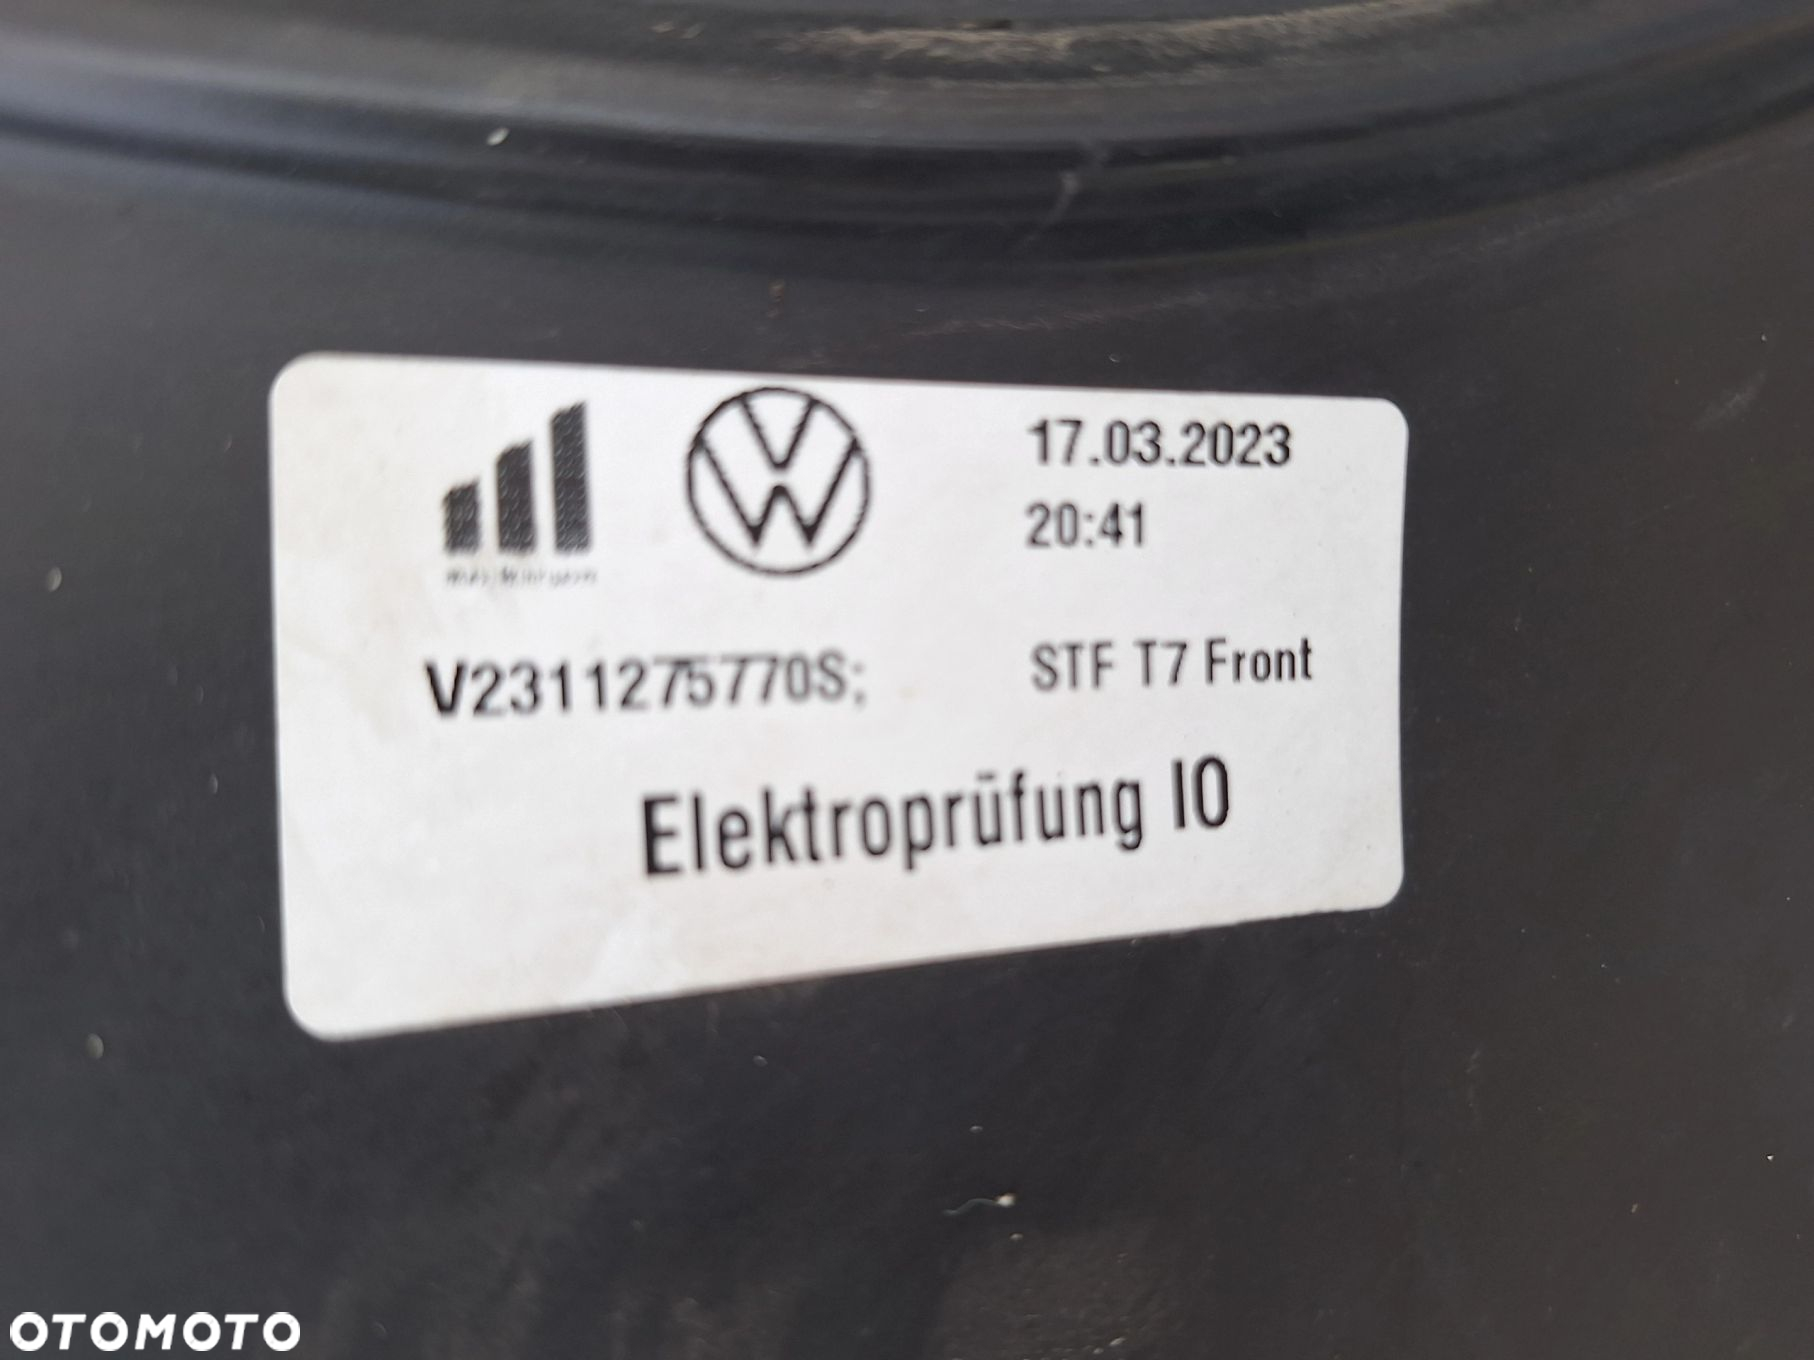 17.03.2023
20:41
V2311275770S;
STF T7 Front
Elektroprüfung IO
OTOMOTO